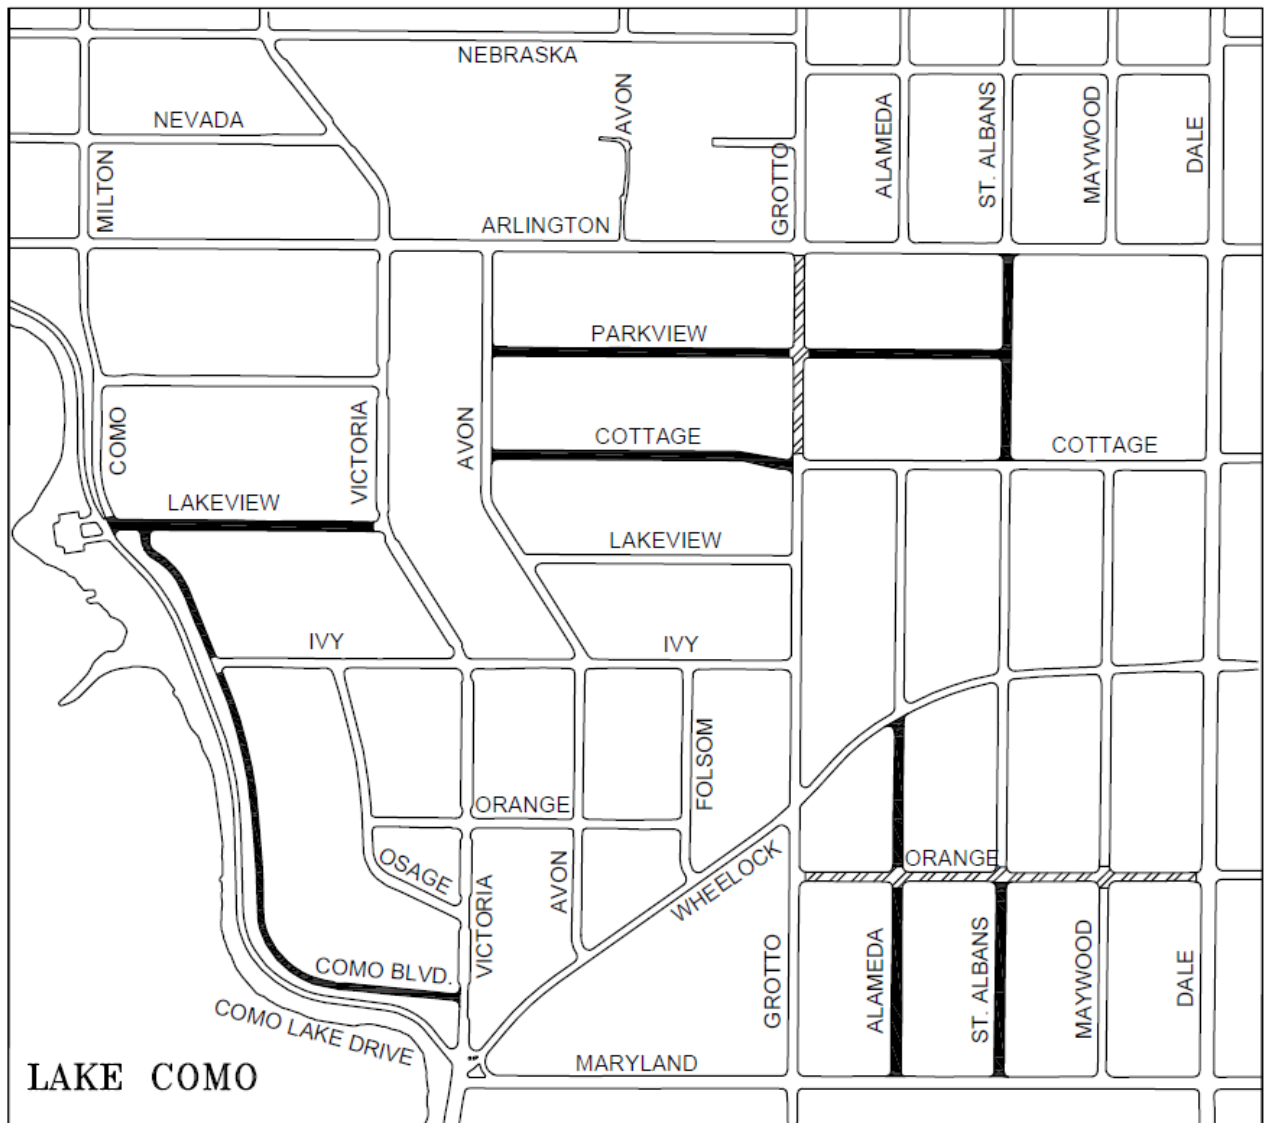 NEBRASKA
AVON
NEVADA
ALAMEDA
ST. ALBANS
MAYWOOD
DALE
MILTON
GROTTO
ARLINGTON
PARKVIEW
COMO
VICTORIA
AVON
COTTAGE
COTTAGE
LAKEVIEW
LAKEVIEW
IVY
IVY
FOLSOM
ORANGE
OSAGE
AVON
WHEELOCK
ORANGE
VICTORIA
COMO BLVD.
GROTTO
ALAMEDA
ST. ALBANS
MAYWOOD
DALE
COMO LAKE DRIVE
MARYLAND
LAKE COMO